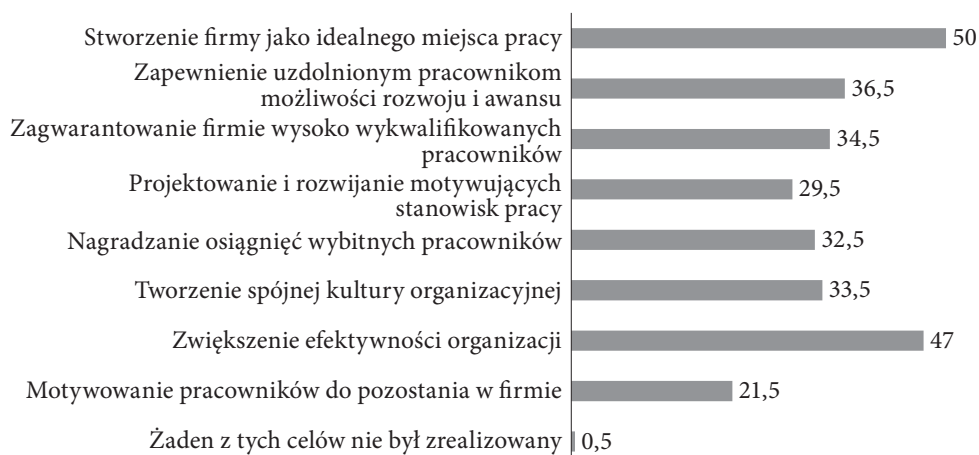 Stworzenie firmy jako idealnego miejsca pracy 50
Zapewnienie uzdolnionym pracownikom
możliwości rozwoju i awansu 36,5
Zagwarantowanie firmie wysoko wykwalifikowanych
pracowników 34,5
Projektowanie i rozwijanie motywujących
stanowisk pracy 29,5
Nagradzanie osiągnięć wybitnych pracowników 32,5
Tworzenie spójnej kultury organizacyjnej 33,5
Zwiększenie efektywności organizacji 47
Motywowanie pracowników do pozostania w firmie 21,5
Żaden z tych celów nie był zrealizowany 0,5